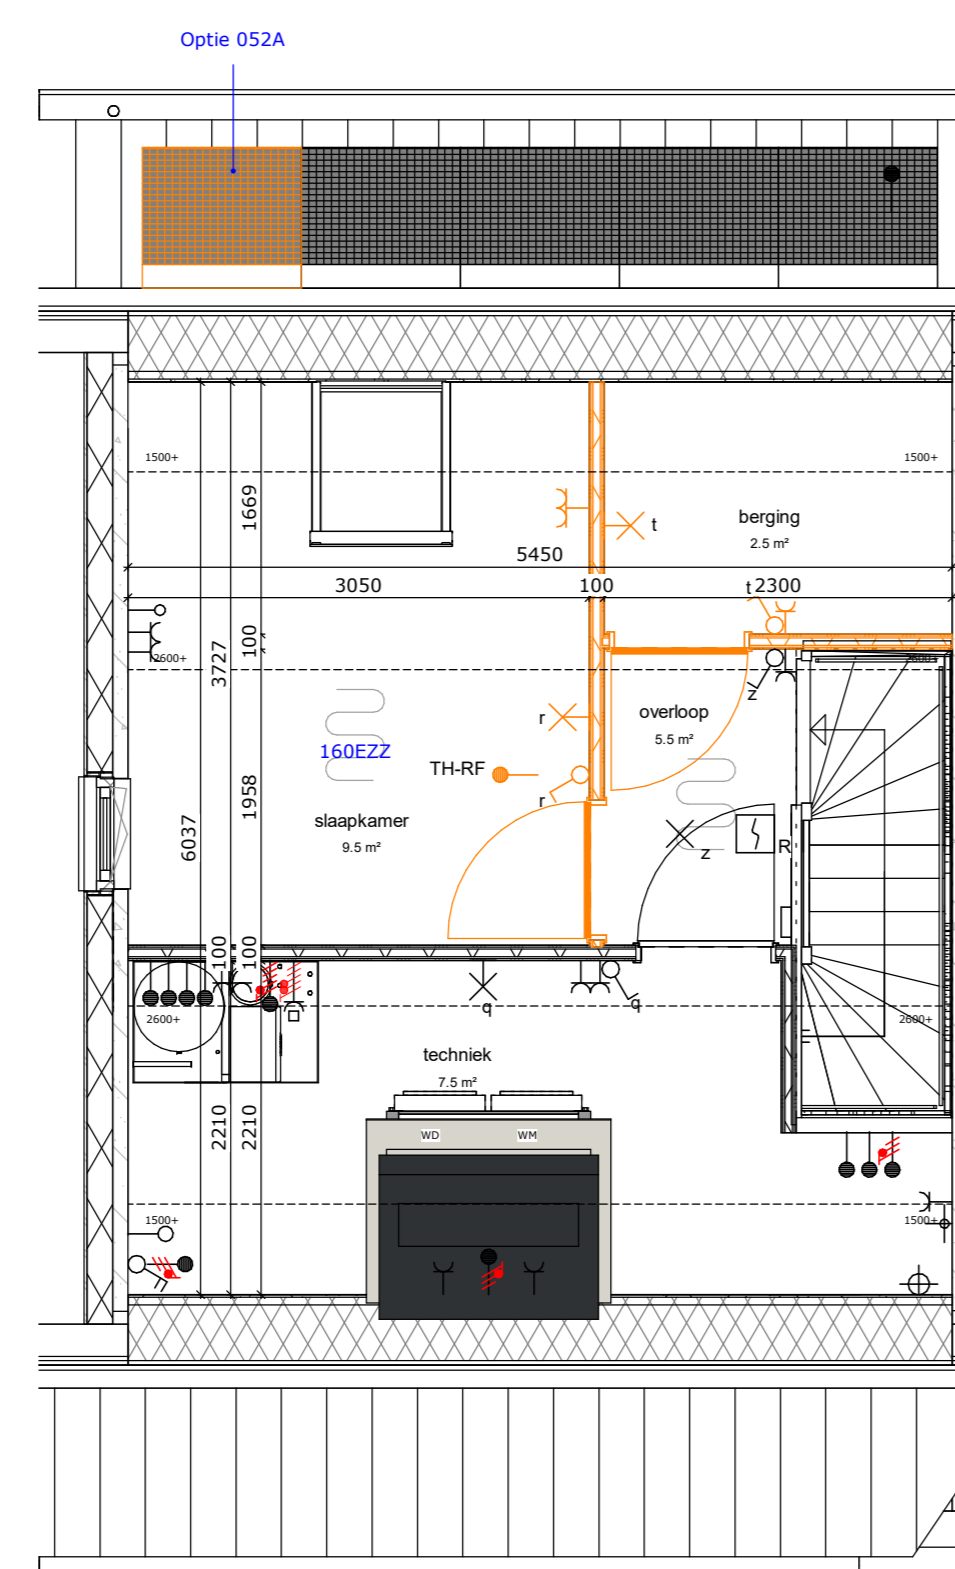 Optie 052A
1500+
1500+
1669
t
berging
2.5 m²
5450
3050
100
t
2300
100
3727
2600+
2600+
z
overloop
5.5 m²
r
160EZZ
TH-RF
r
1958
slaapkamer
9.5 m²
6037
z
R
100
100
q
q
2600+
2600+
techniek
7.5 m²
2210
2210
WD
WM
1500+
1500+